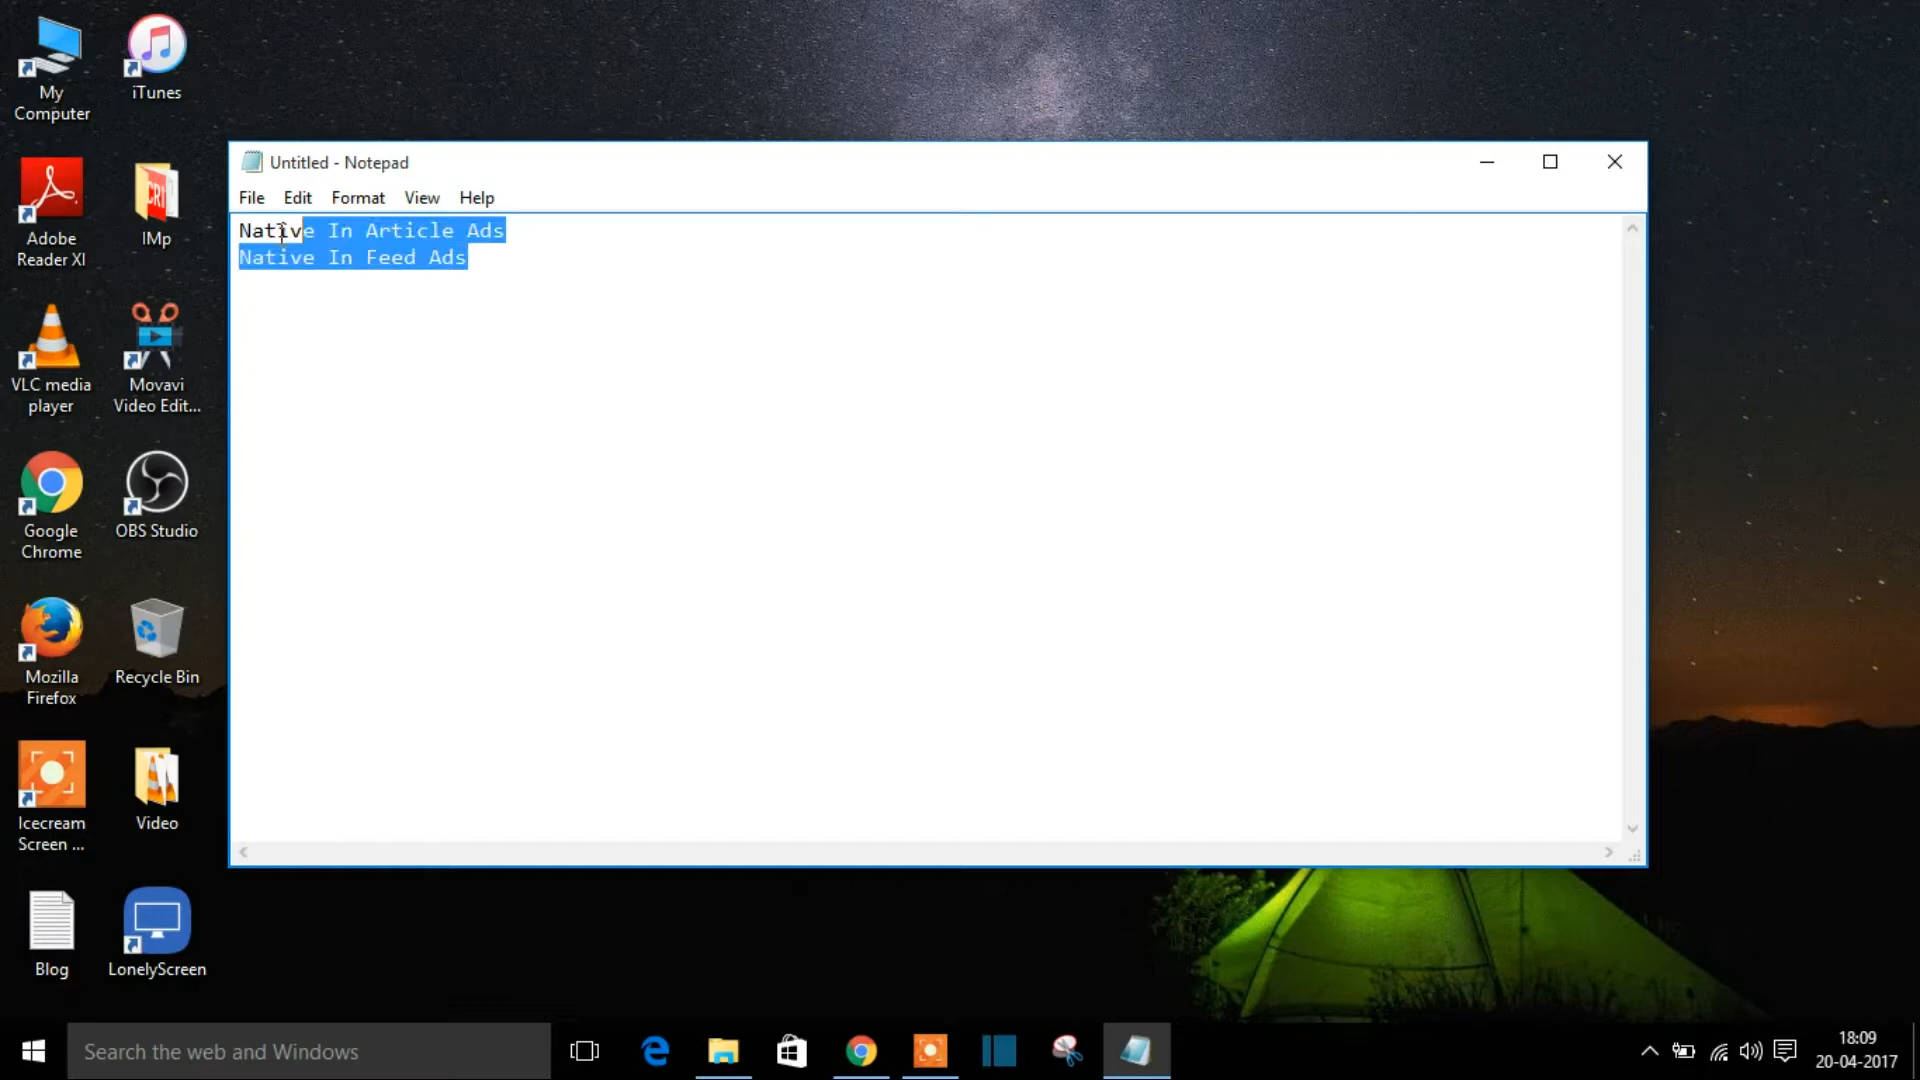 My
Computer
iTunes
Adobe
Reader XI
CRI
IMp
VLC media
player
Movavi
Video Edit...
Google
Chrome
OBS Studio
Mozilla
Firefox
Recycle Bin
Icecream
Screen ...
Video
Blog
LonelyScreen
Untitled - Notepad
File Edit Format View Help
Native In Article Ads
Native In Feed Ads
Search the web and Windows
18:09
20-04-2017